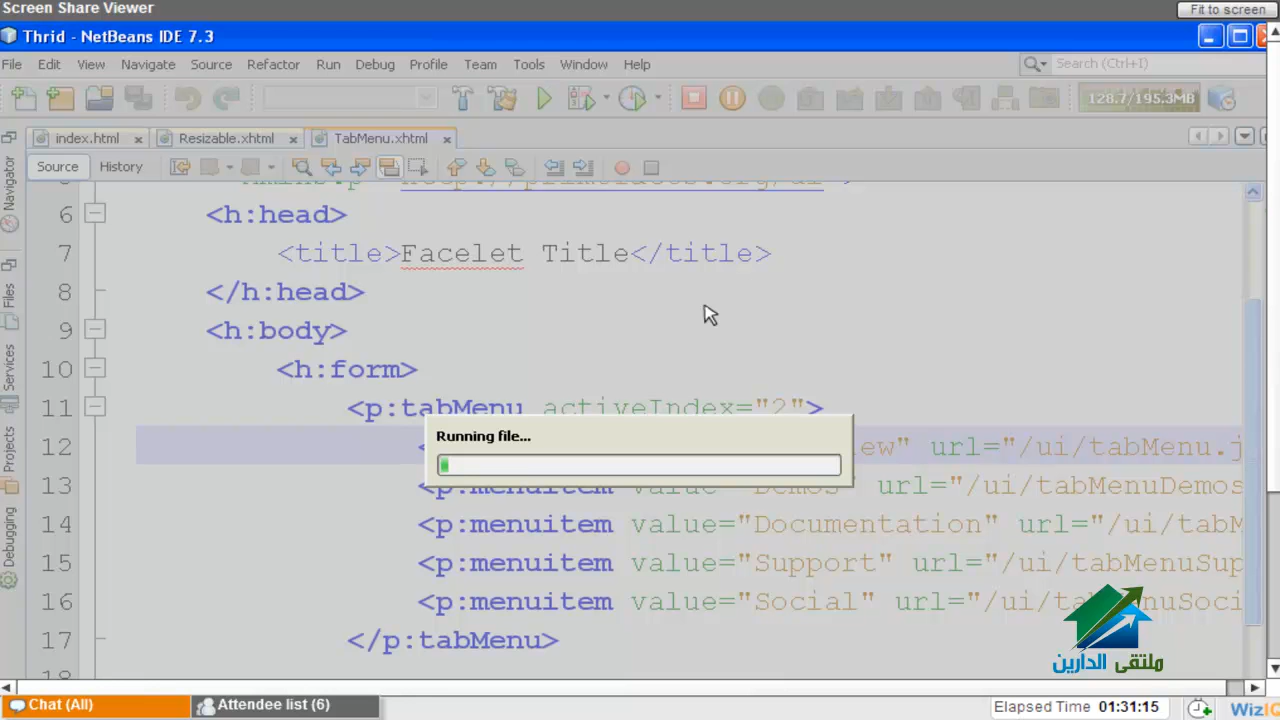 Screen Share Viewer
Fit to screen
Thrid - NetBeans IDE 7.3
File Edit View Navigate Source Refactor Run Debug Profile Team Tools Window Help
Search (Ctrl+I)
128.7/195.3MB
index.html Resizable.xhtml TabMenu.xhtml
Source History
Navigator
Files
Services
Projects
Debugging
6 <h:head>
7 <title>Facelet Title</title>
8 </h:head>
9 <h:body>
10 <h:form>
11 <p:tabMenu activeIndex="2">
Running file...
12 < ew" url="/ui/tabMenu.j
13 <p:menuitem value="Demos" url="/ui/tabMenuDemos
14 <p:menuitem value="Documentation" url="/ui/tabM
15 <p:menuitem value="Support" url="/ui/tabMenuSup
16 <p:menuitem value="Social" url="/ui/tabMenuSoci
17 </p:tabMenu>
ملتقى الدارين
Chat (All)
Attendee list (6)
Elapsed Time 01:31:15
WizIQ